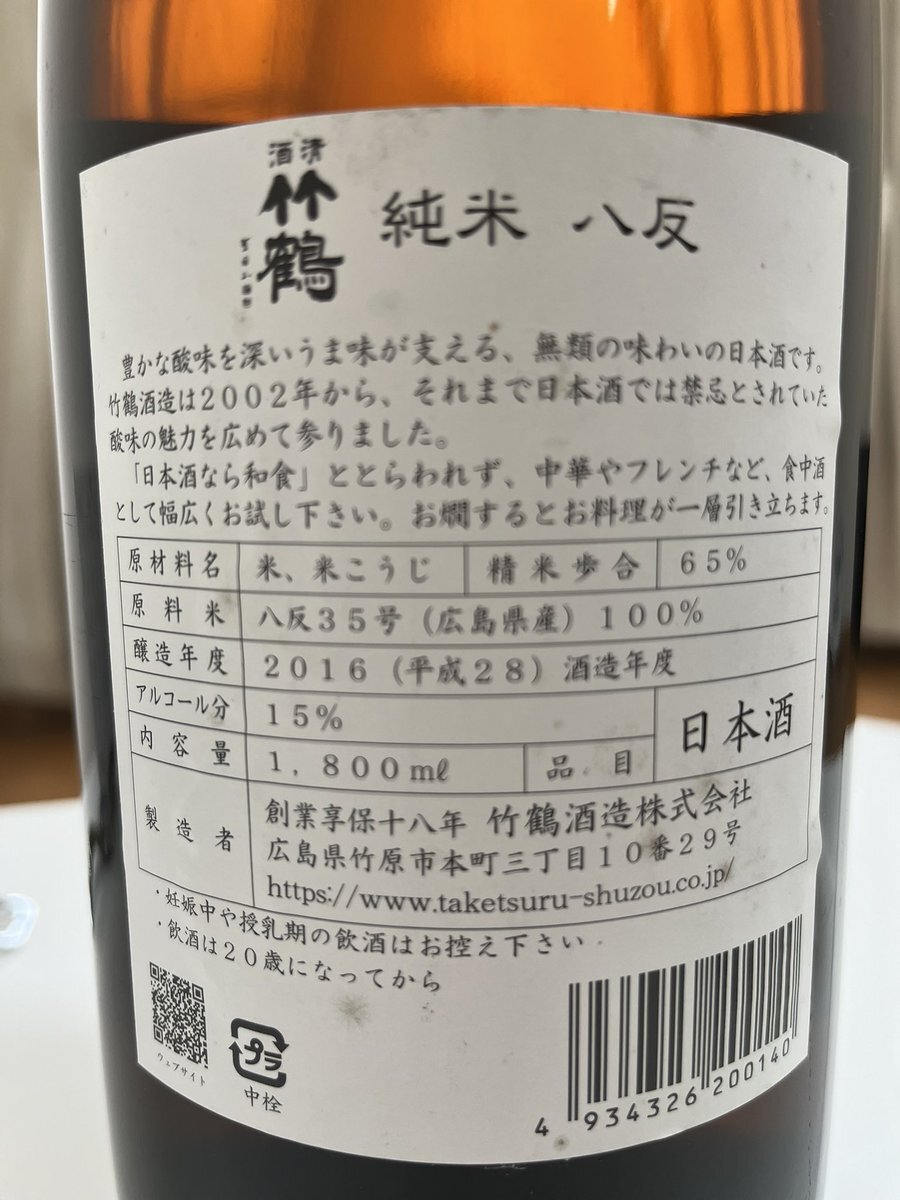 清酒
竹鶴
純米 八反
豊かな酸味を深いうま味が支える、無類の味わいの日本酒です。
竹鶴酒造は2002年から、それまで日本酒では禁忌とされていた
酸味の魅力を広めて参りました。
「日本酒なら和食」ととらわれず、中華やフレンチなど、食中酒
として幅広くお試し下さい。お燗するとお料理が一層引き立ちます。
原材料名 米、米こうじ 精米歩合 65%
原料米 八反35号（広島県産）100%
醸造年度 2016（平成28）酒造年度
アルコール分 15%
内容量 1,800mℓ 品目 日本酒
製造者 創業享保十八年 竹鶴酒造株式会社
広島県竹原市本町三丁目10番29号
https://www.taketsuru-shuzou.co.jp/
・妊娠中や授乳期の飲酒はお控え下さい
・飲酒は20歳になってから
ウェブサイト
プラ
中栓
4 934326 200140